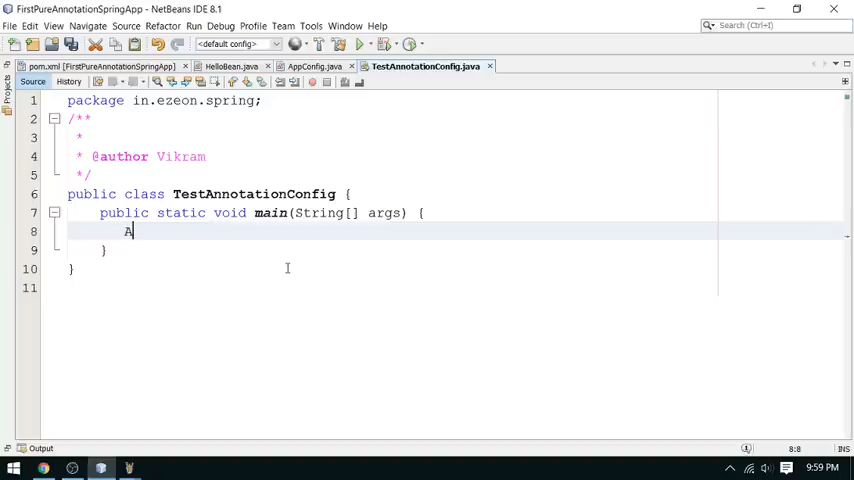 FirstPureAnnotationSpringApp - NetBeans IDE 8.1
File Edit View Navigate Source Refactor Run Debug Profile Team Tools Window Help
Search (Ctrl+I)
<default config>
pom.xml [FirstPureAnnotationSpringApp] HelloBean.java AppConfig.java TestAnnotationConfig.java
Source History
Projects
1 package in.ezeon.spring;
2 /**
3 *
4 * @author Vikram
5 */
6 public class TestAnnotationConfig {
7 public static void main(String[] args) {
8 A
9 }
10 }
11
Output
8:8 INS
9:59 PM